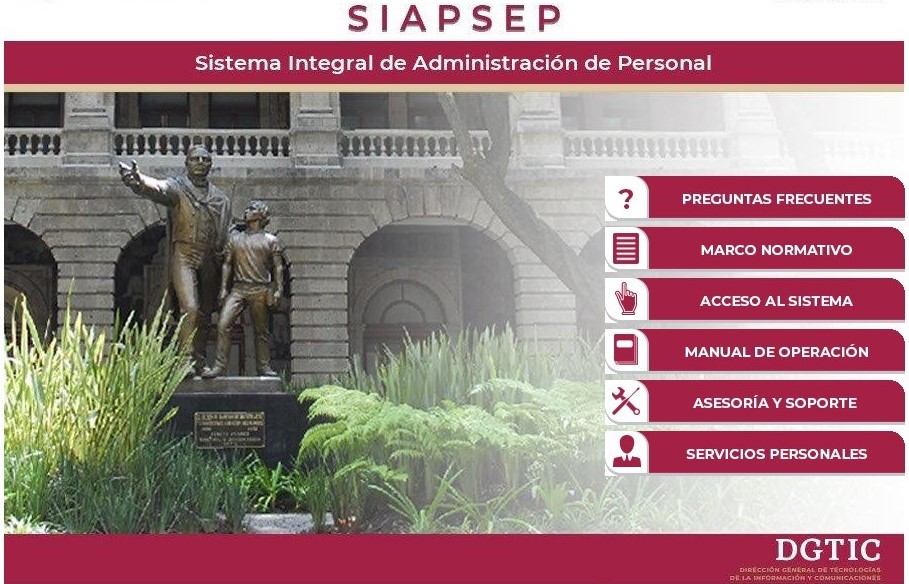 SIAPSEP
Sistema Integral de Administración de Personal
? PREGUNTAS FRECUENTES
MARCO NORMATIVO
ACCESO AL SISTEMA
MANUAL DE OPERACIÓN
ASESORÍA Y SOPORTE
SERVICIOS PERSONALES
DGTIC
DIRECCIÓN GENERAL DE TECNOLOGÍAS
DE LA INFORMACIÓN Y COMUNICACIONES